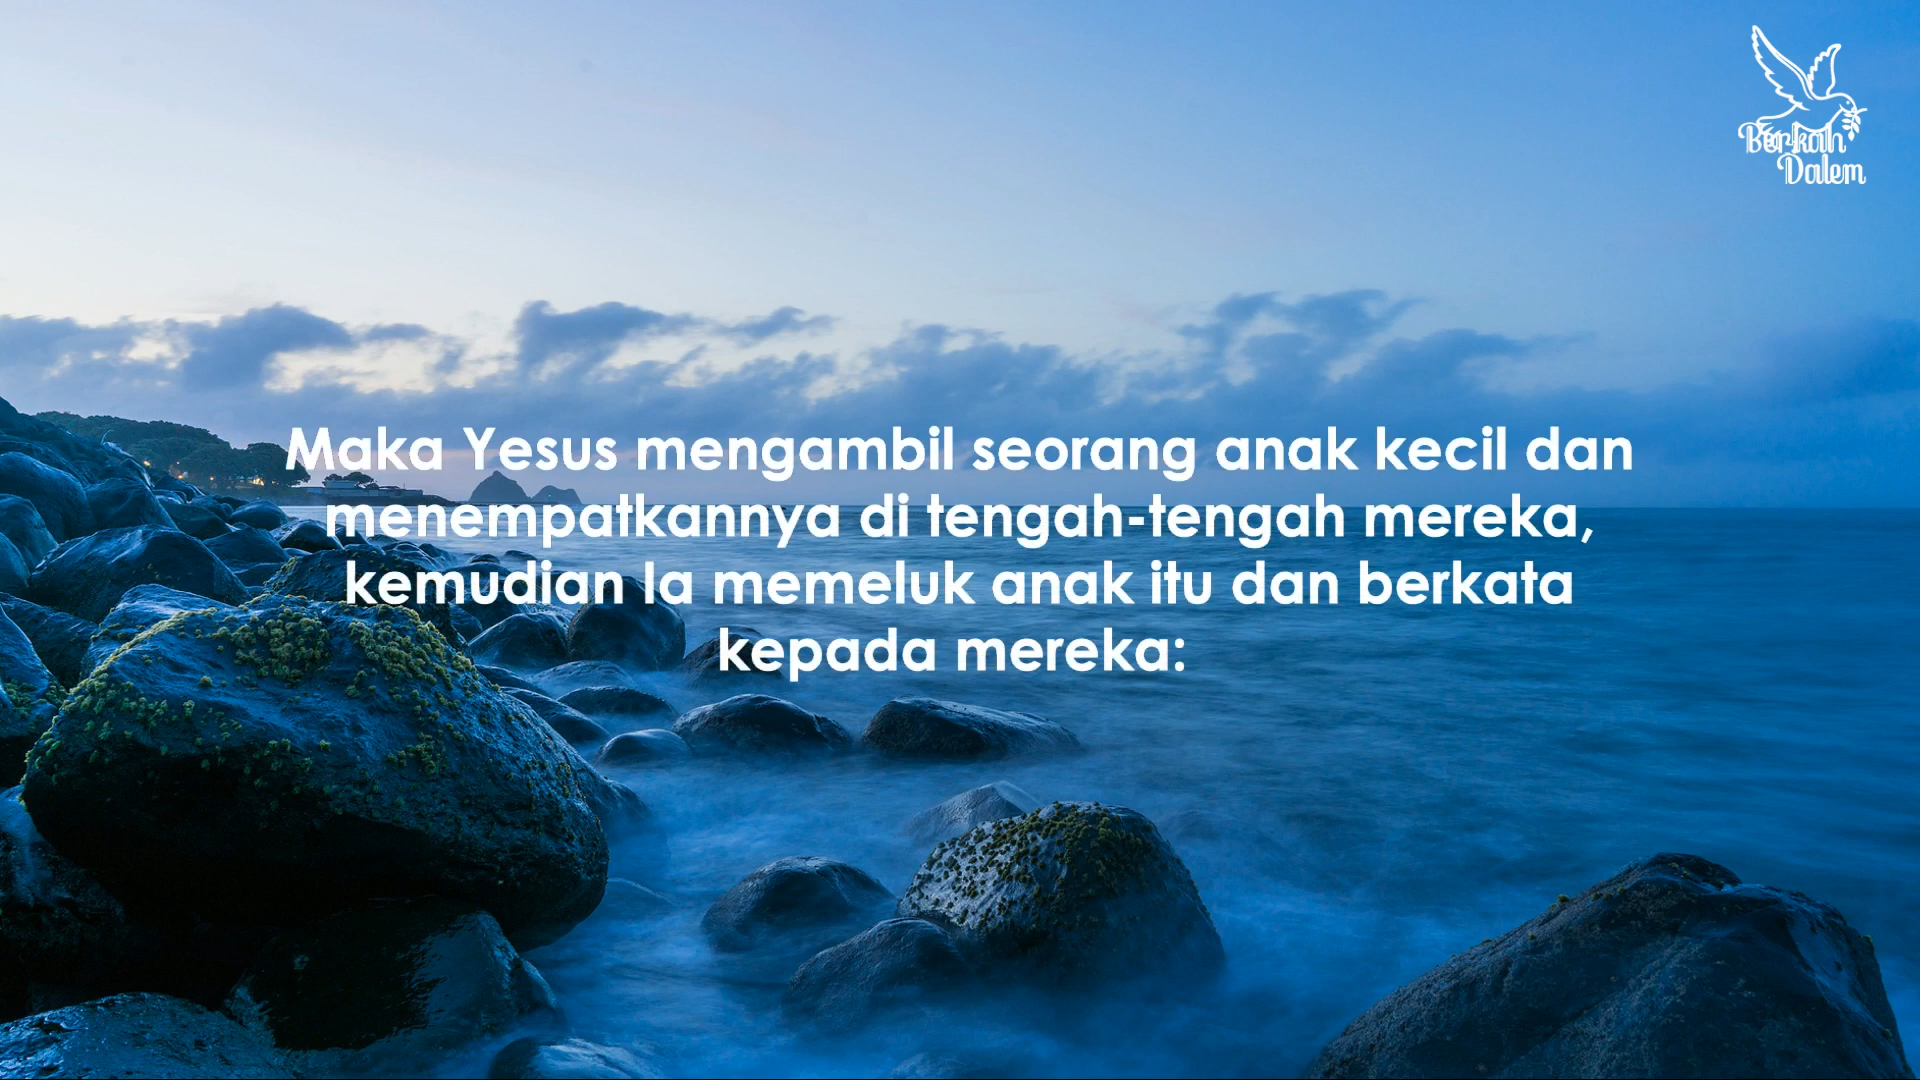 Berkah
Dalem
Maka Yesus mengambil seorang anak kecil dan
menempatkannya di tengah-tengah mereka,
kemudian Ia memeluk anak itu dan berkata
kepada mereka: